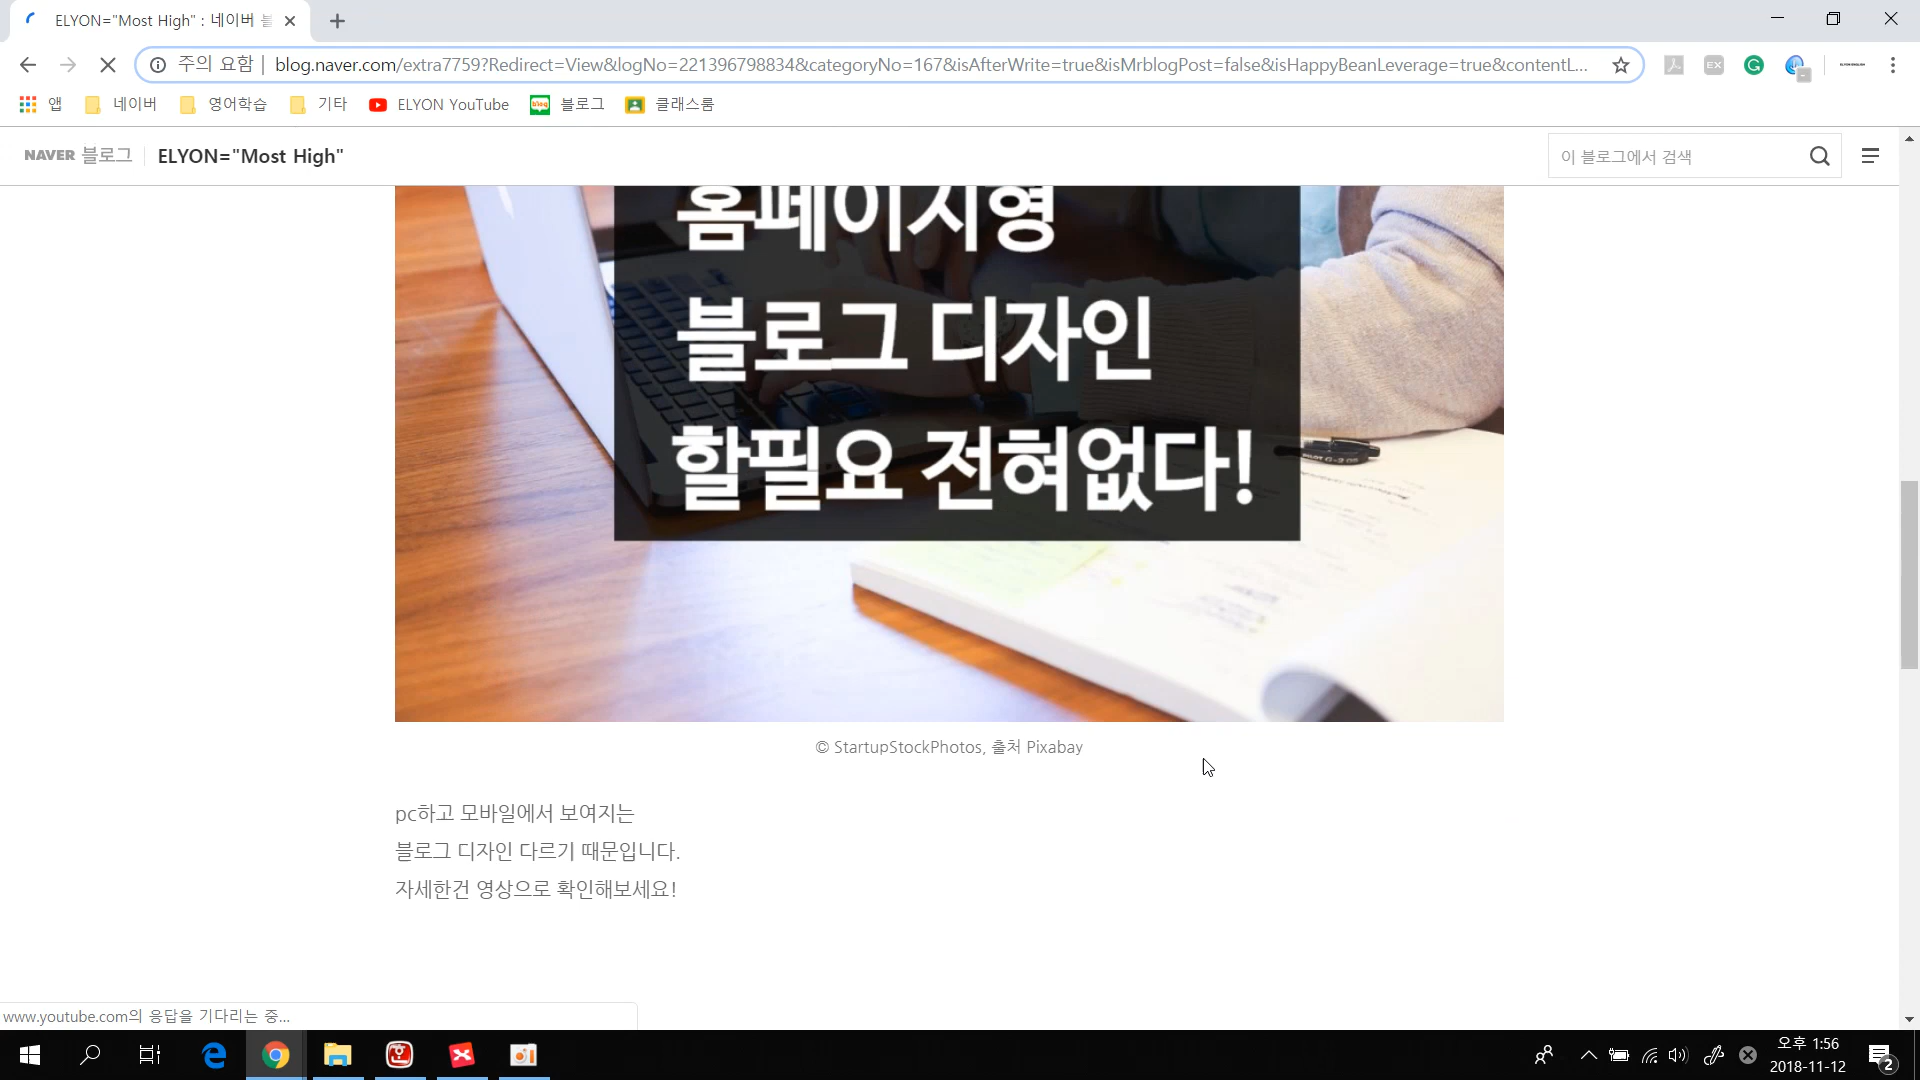 ELYON="Most High" : 네이버 블
주의 요함 | blog.naver.com/extra7759?Redirect=View&logNo=221396798834&categoryNo=167&isAfterWrite=true&isMrblogPost=false&isHappyBeanLeverage=true&contentL...
앱 네이버 영어학습 기타 ELYON YouTube 블로그 클래스룸
NAVER 블로그 ELYON="Most High" 이 블로그에서 검색
홈페이지형
블로그 디자인
할필요 전혀없다!
© StartupStockPhotos, 출처 Pixabay
pc하고 모바일에서 보여지는
블로그 디자인 다르기 때문입니다.
자세한건 영상으로 확인해보세요!
www.youtube.com의 응답을 기다리는 중...
오후 1:56
2018-11-12
2